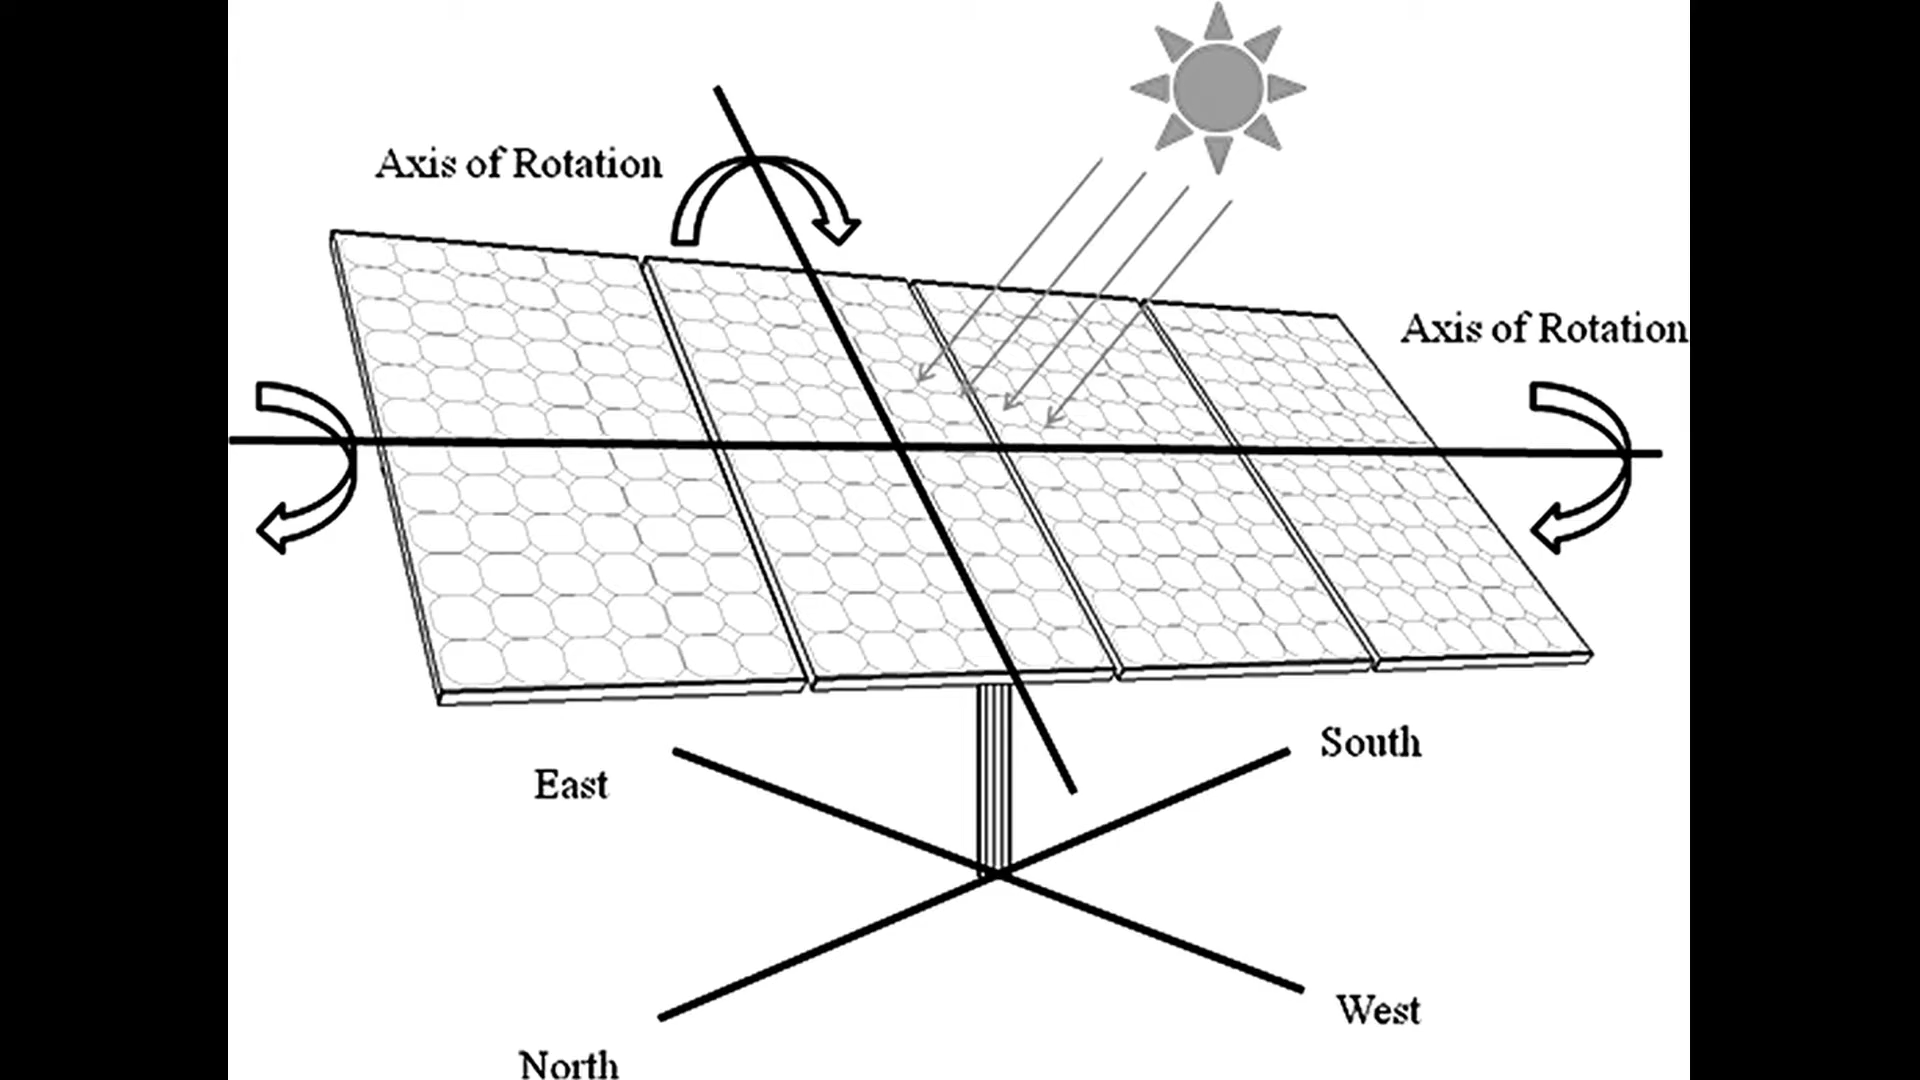 Axis of Rotation
Axis of Rotation
South
East
West
North